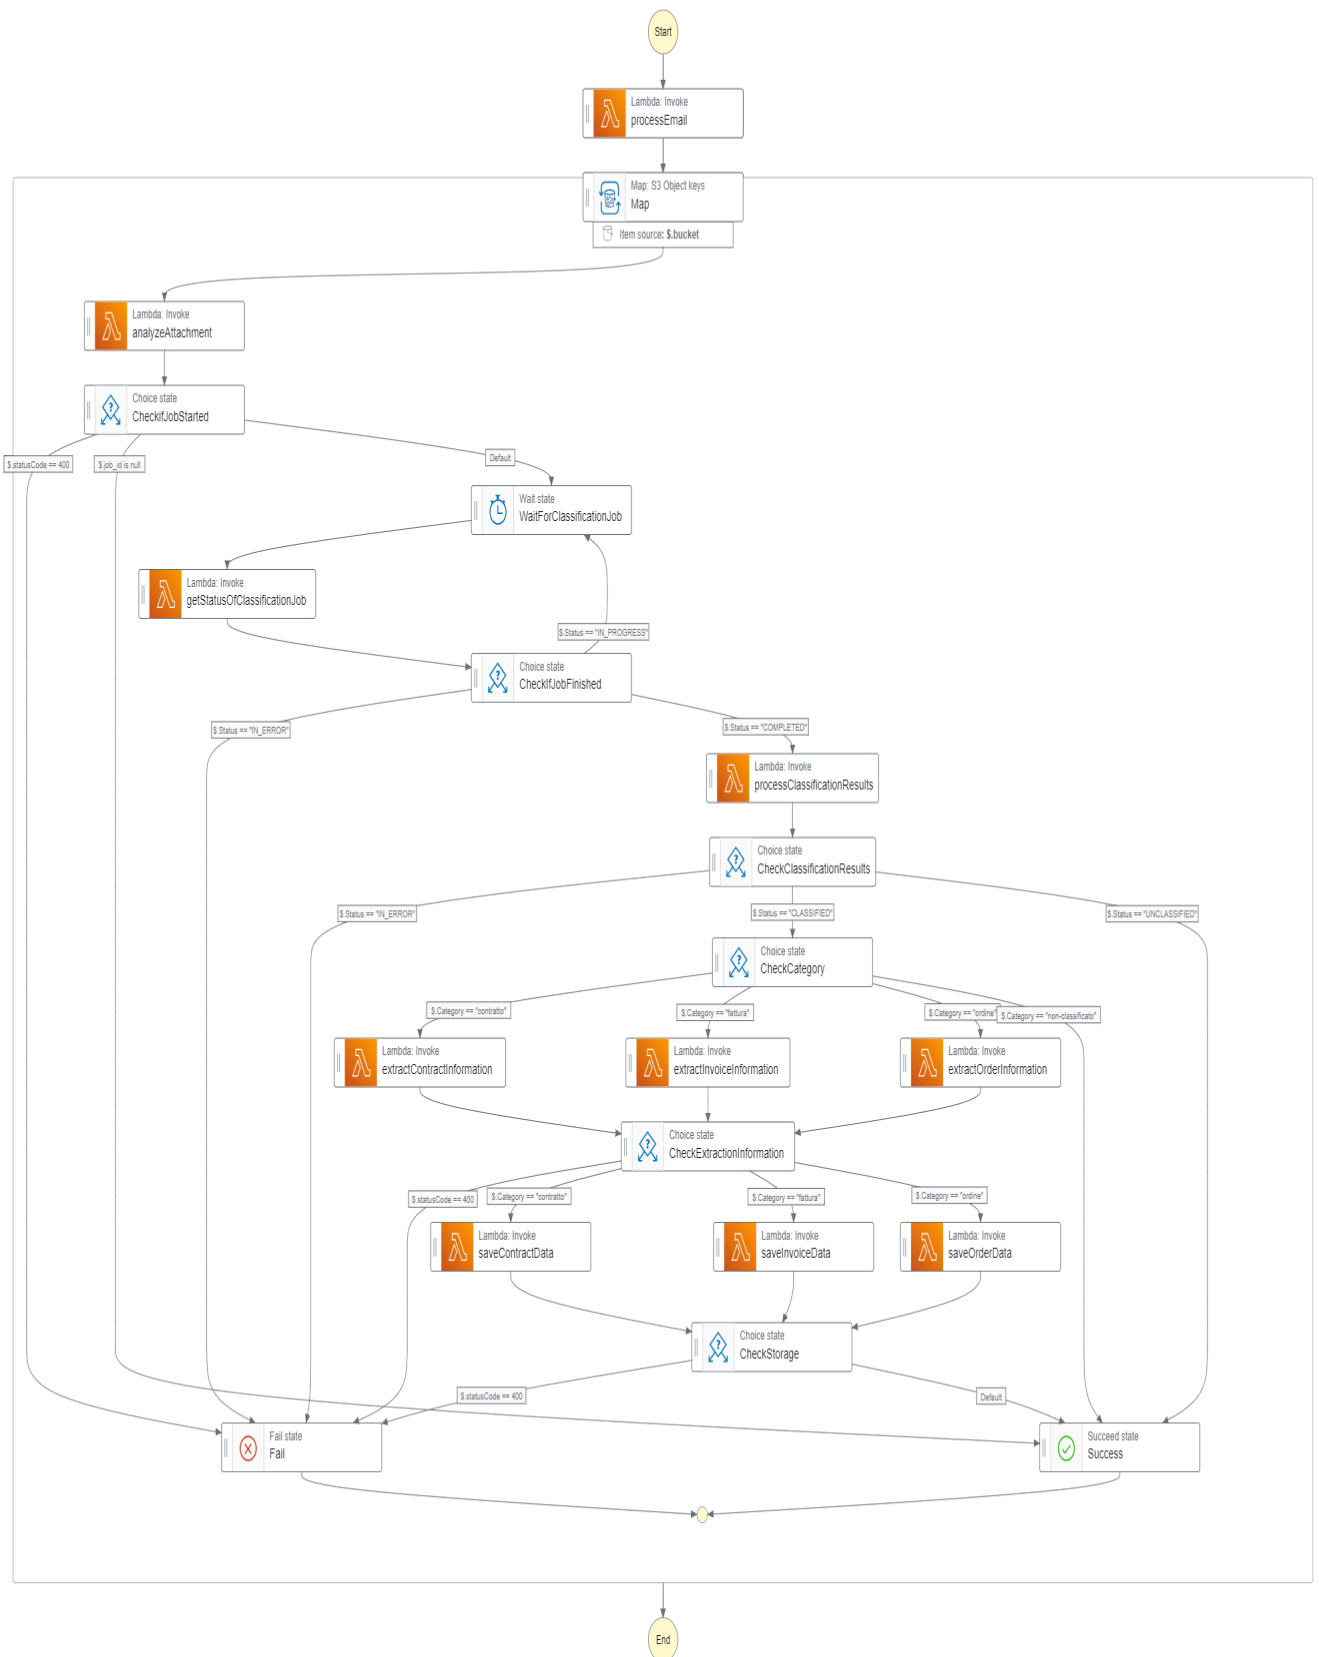 Start
Lambda: Invoke
processEmail
Map: S3 Object keys
Map
Item source: $.bucket
Lambda: Invoke
analyzeAttachment
Choice state
CheckifJobStarted
$.statusCode == 400
$.job_id is null
Default
Wait state
WaitForClassificationJob
Lambda: Invoke
getStatusOfClassificationJob
$.Status == "IN_PROGRESS"
Choice state
CheckIfJobFinished
$.Status == "IN_ERROR"
$.Status == "COMPLETED"
Lambda: Invoke
processClassificationResults
Choice state
CheckClassificationResults
$.Status == "IN_ERROR"
$.Status == "CLASSIFIED"
$.Status == "UNCLASSIFIED"
Choice state
CheckCategory
$.Category == "contratto"
$.Category == "fattura"
$.Category == "ordine"
$.Category == "non-classificato"
Lambda: Invoke
extractContractInformation
Lambda: Invoke
extractInvoiceInformation
Lambda: Invoke
extractOrderInformation
Choice state
CheckExtractionInformation
$.statusCode == 400
$.Category == "contratto"
$.Category == "fattura"
$.Category == "ordine"
Lambda: Invoke
saveContractData
Lambda: Invoke
saveInvoiceData
Lambda: Invoke
saveOrderData
Choice state
CheckStorage
$.statusCode == 400
Default
Fail state
Fail
Succeed state
Success
End